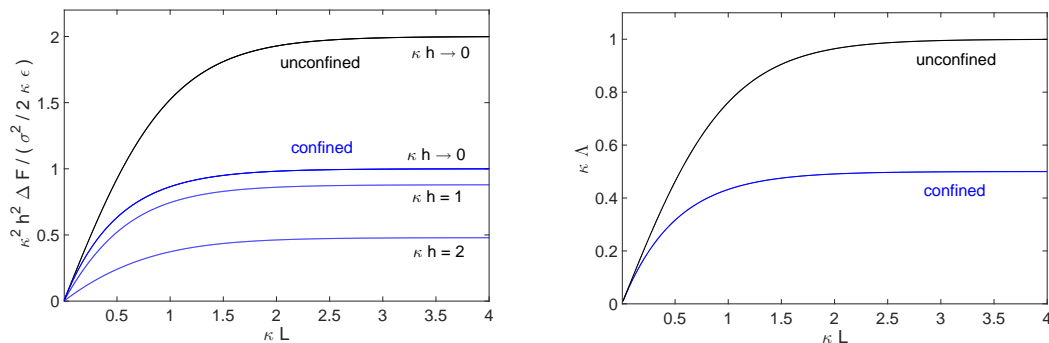 κ² h² Δ F / ( σ² / 2 κ ϵ )
2
1.5
1
0.5
0
unconfined
κ h → 0
confined
κ h → 0
κ h = 1
κ h = 2
0.5 1 1.5 2 2.5 3 3.5 4
κ L
κ Λ
1
0.8
0.6
0.4
0.2
0
unconfined
confined
0.5 1 1.5 2 2.5 3 3.5 4
κ L